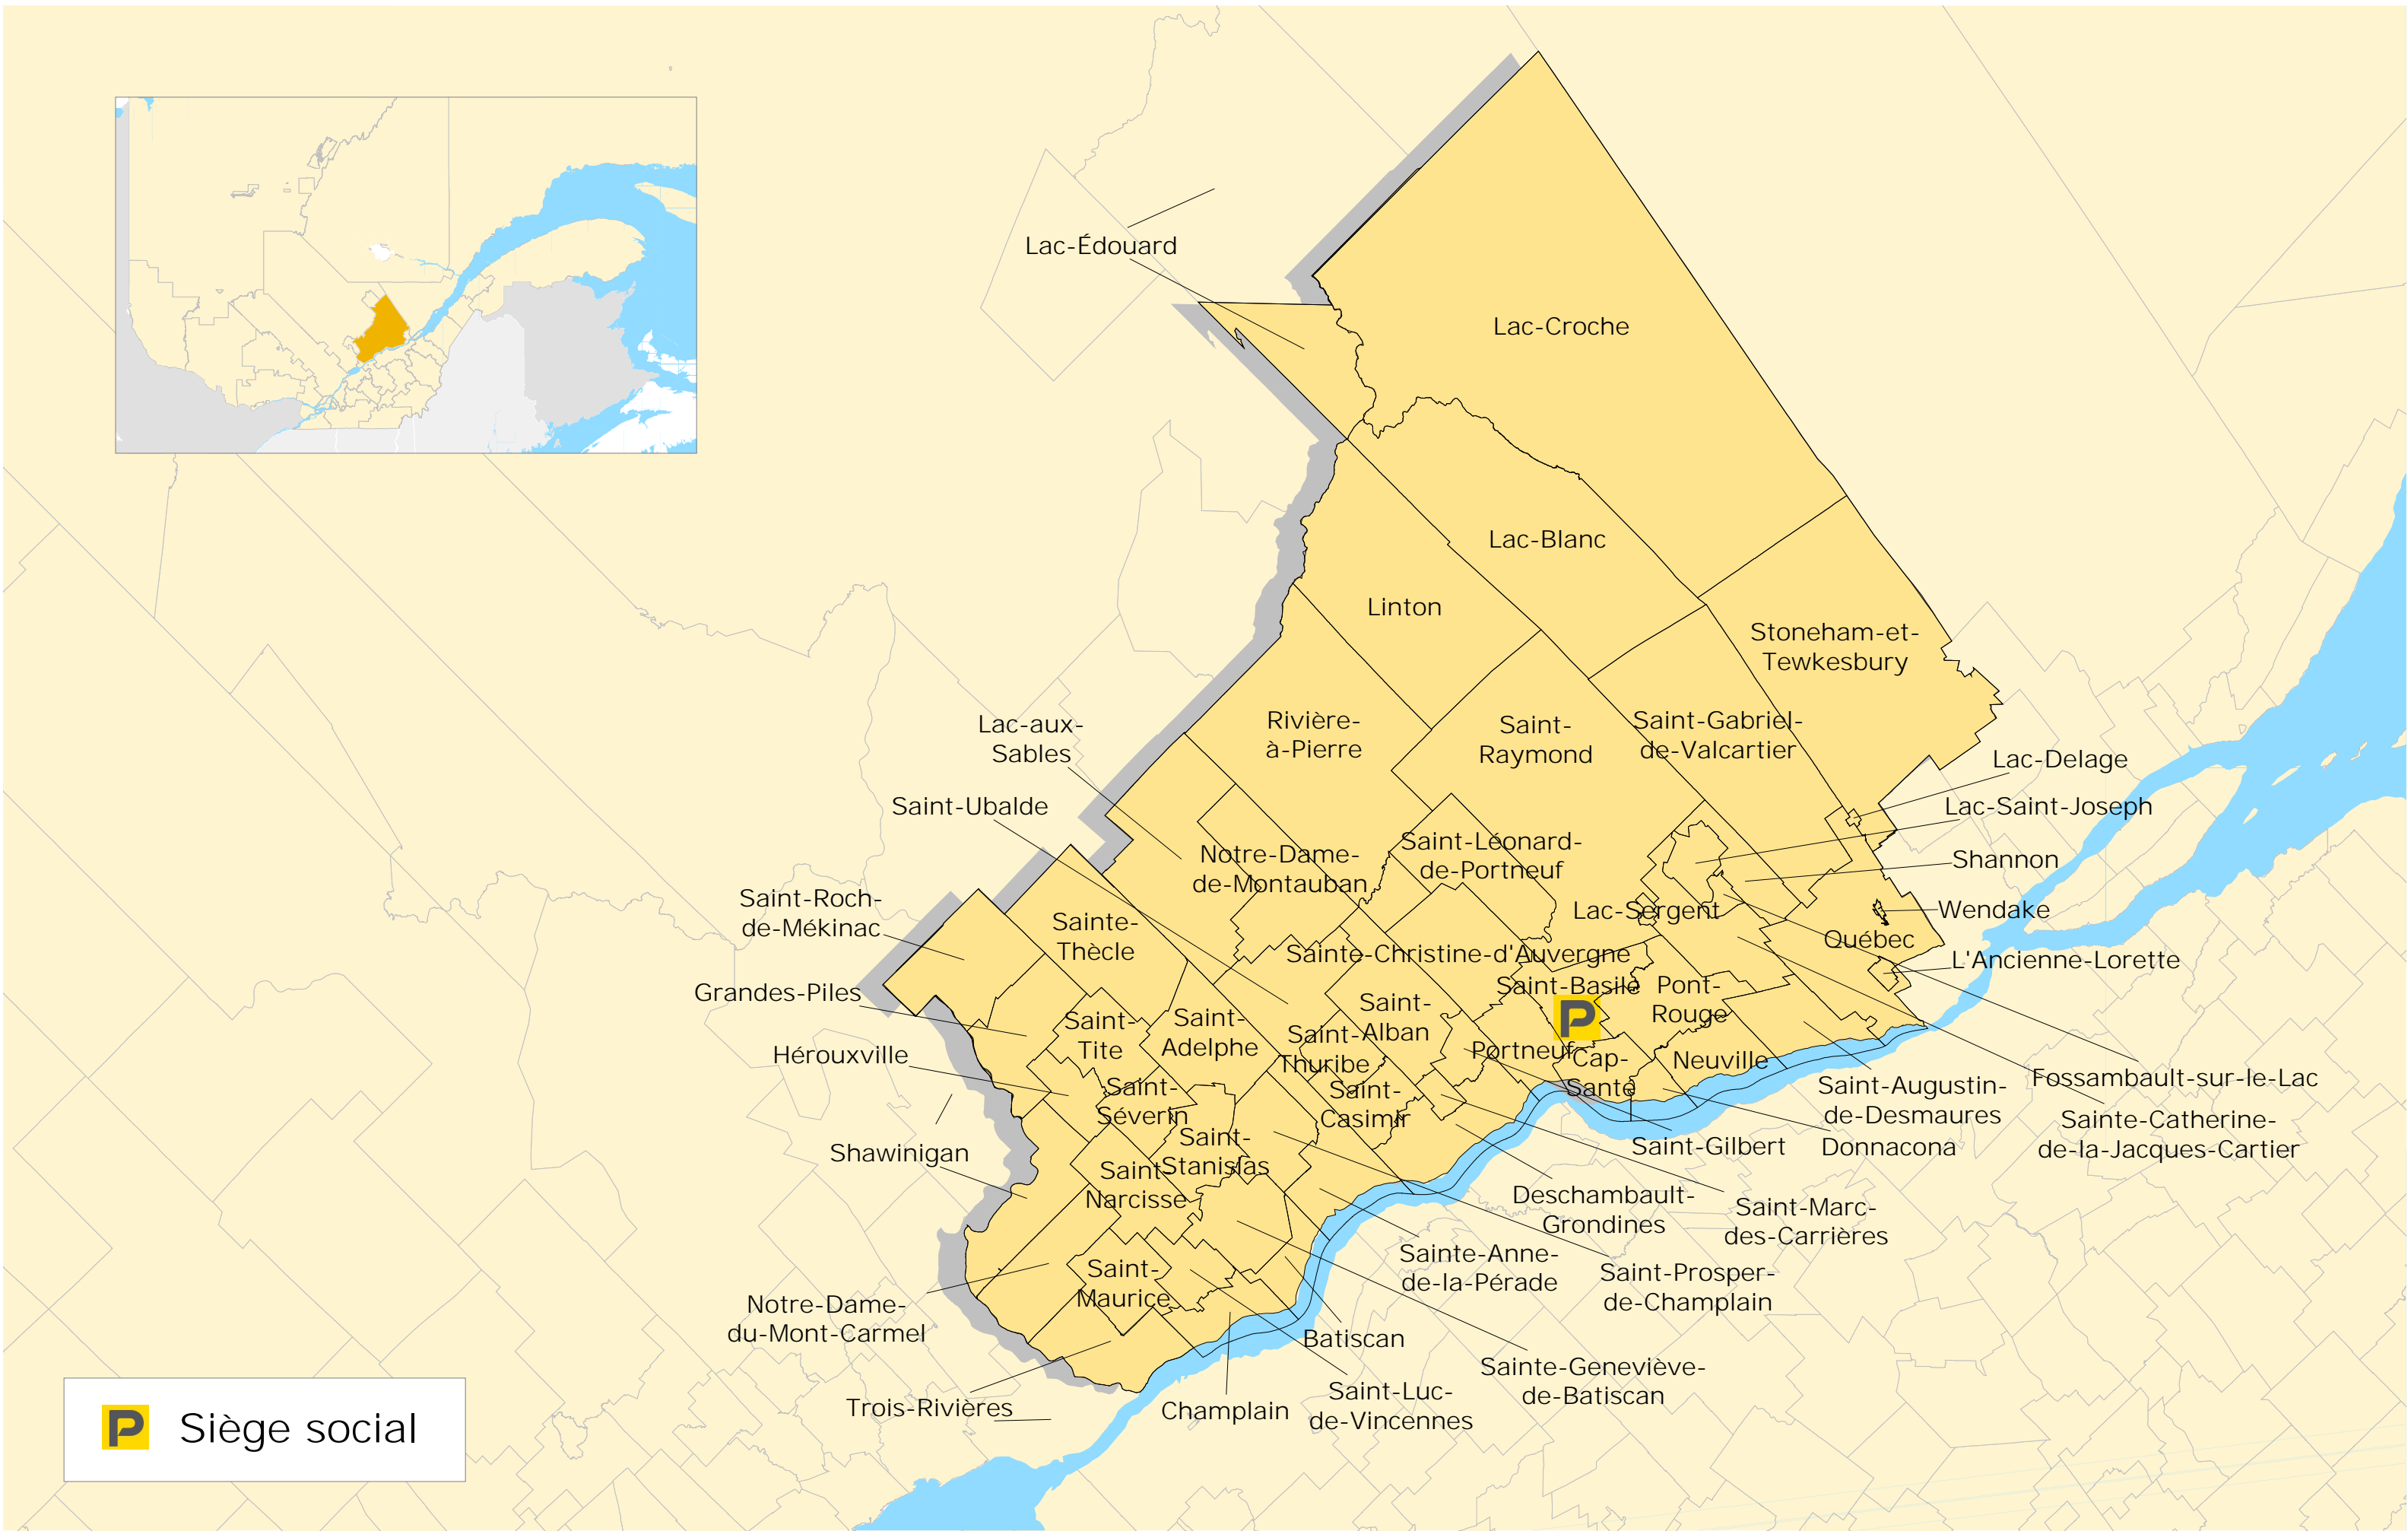 Lac-Édouard
Lac-Croche
Lac-Blanc
Linton
Stoneham-et-
Tewkesbury
Lac-aux-
Sables
Rivière-
à-Pierre
Saint-
Raymond
Saint-Gabriel-
de-Valcartier
Lac-Delage
Saint-Ubalde
Lac-Saint-Joseph
Notre-Dame-
de-Montauban
Saint-Léonard-
de-Portneuf
Shannon
Saint-Roch-
de-Mékinac
Sainte-
Thècle
Lac-Sergent
Wendake
Québec
Sainte-Christine-d'Auvergne
L'Ancienne-Lorette
Grandes-Piles
Saint-Basile
Pont-
Rouge
Saint-
Tite
Saint-
Adelphe
Saint-
Alban
Saint-
Thuribe
P
Hérouxville
Portneuf
Cap-
Santé
Neuville
Saint-
Séverin
Saint-
Casimir
Saint-Augustin-
de-Desmaures
Fossambault-sur-le-Lac
Sainte-Catherine-
de-la-Jacques-Cartier
Shawinigan
Saint-
Stanislas
Saint-Gilbert
Donnacona
Saint-
Narcisse
Deschambault-
Grondines
Saint-Marc-
des-Carrières
Sainte-Anne-
de-la-Pérade
Saint-Prosper-
de-Champlain
Saint-
Maurice
Notre-Dame-
du-Mont-Carmel
Batiscan
Sainte-Geneviève-
de-Batiscan
Trois-Rivières
Champlain
Saint-Luc-
de-Vincennes
P Siège social